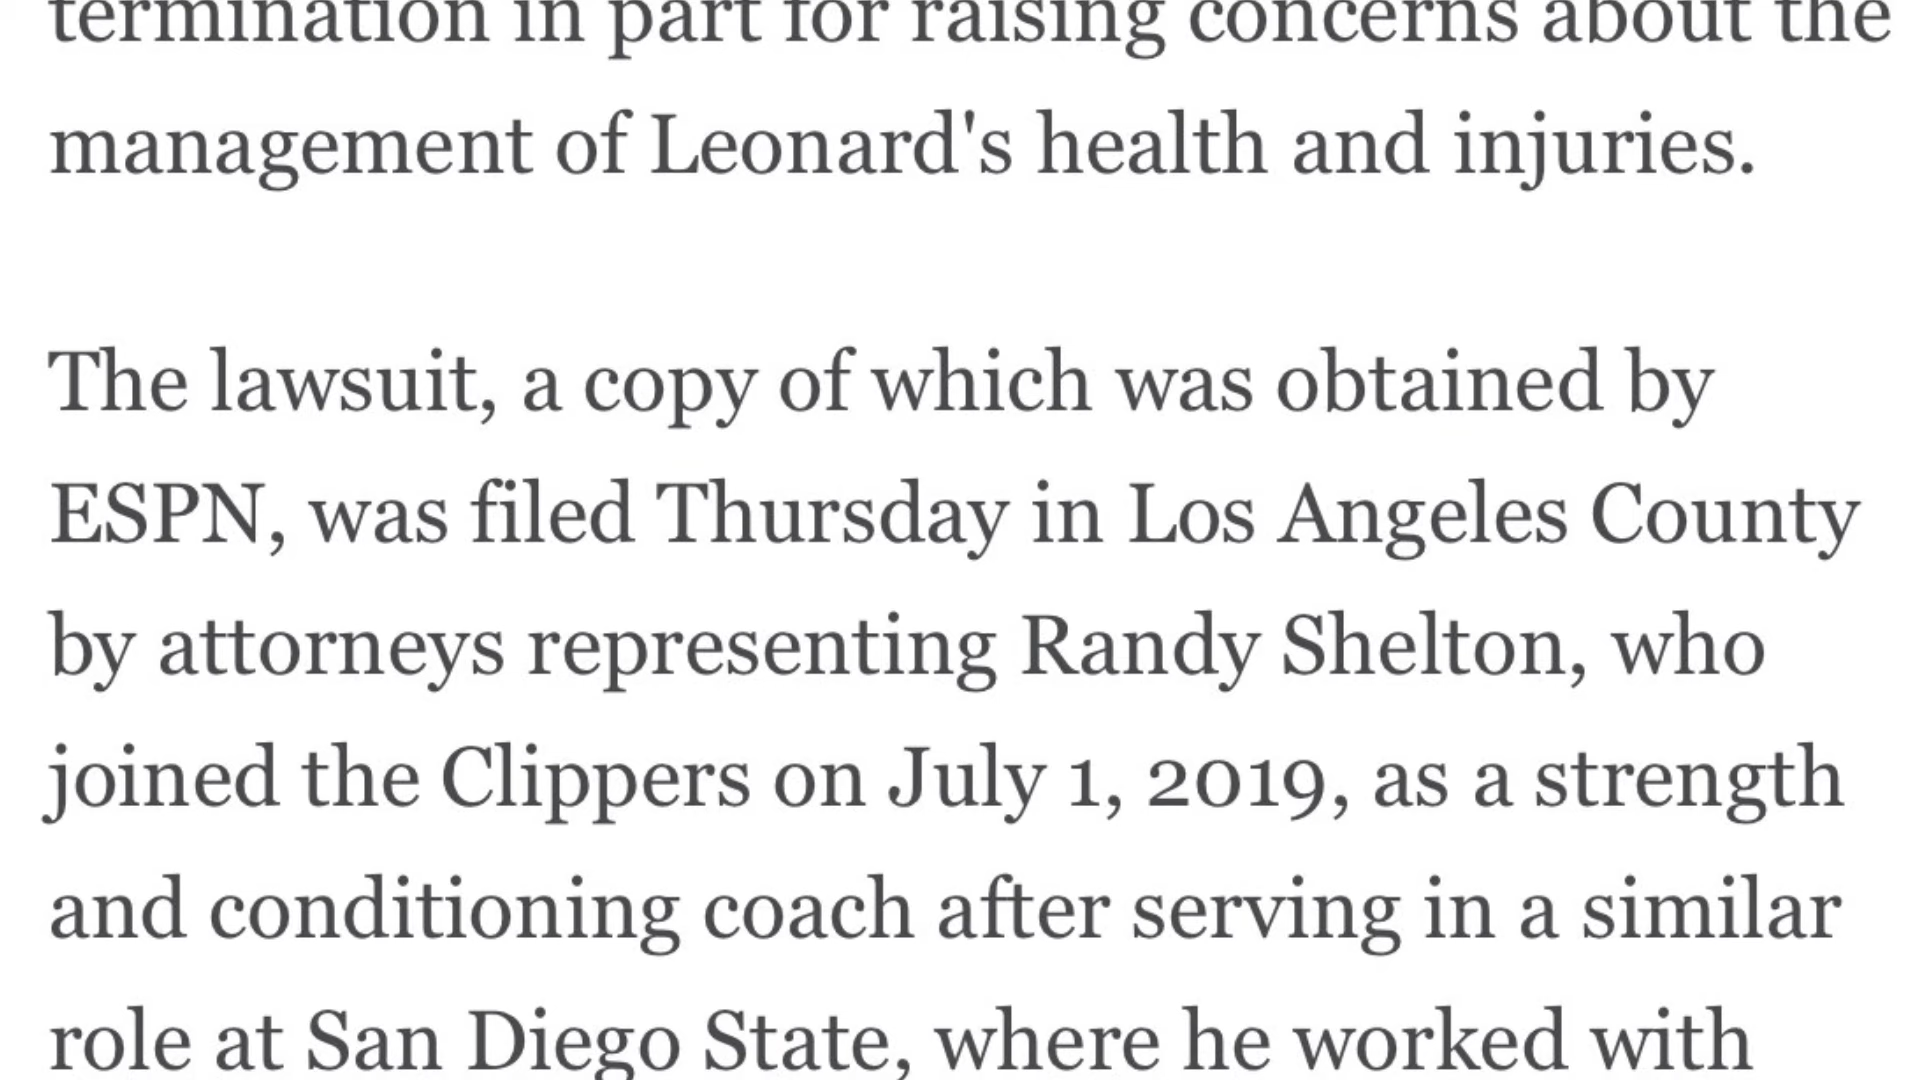 termination in part for raising concerns about the
management of Leonard's health and injuries.
The lawsuit, a copy of which was obtained by
ESPN, was filed Thursday in Los Angeles County
by attorneys representing Randy Shelton, who
joined the Clippers on July 1, 2019, as a strength
and conditioning coach after serving in a similar
role at San Diego State, where he worked with